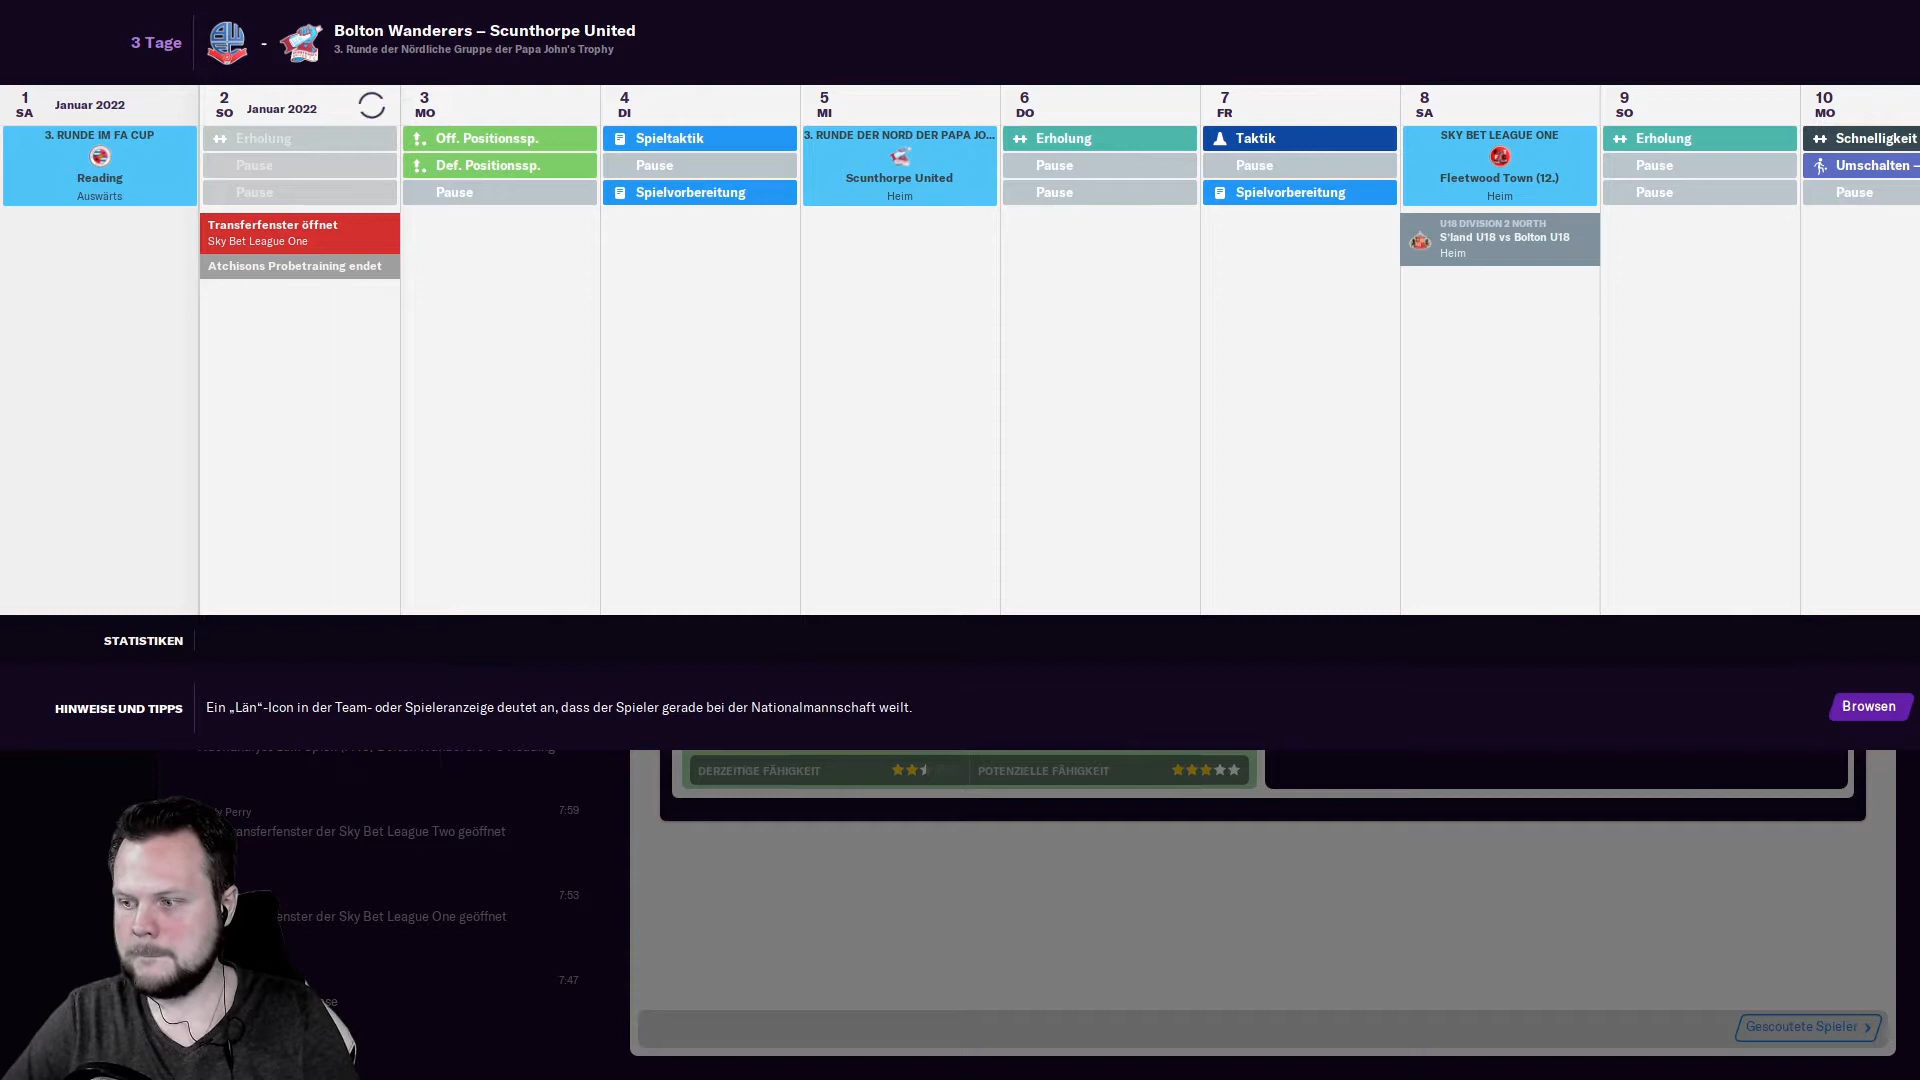 3 Tage
-
Bolton Wanderers – Scunthorpe United
3. Runde der Nördliche Gruppe der Papa John's Trophy
1
SA
Januar 2022
3. RUNDE IM FA CUP
Reading
Auswärts
2
SO
Januar 2022
Erholung
Pause
Pause
Transferfenster öffnet
Sky Bet League One
Atchisons Probetraining endet
3
MO
Off. Positionssp.
Def. Positionssp.
Pause
4
DI
Spieltaktik
Pause
Spielvorbereitung
5
MI
3. RUNDE DER NORD DER PAPA JO...
Scunthorpe United
Heim
6
DO
Erholung
Pause
Pause
7
FR
Taktik
Pause
Spielvorbereitung
8
SA
SKY BET LEAGUE ONE
Fleetwood Town (12.)
Heim
U18 DIVISION 2 NORTH
S'land U18 vs Bolton U18
Heim
9
SO
Erholung
Pause
Pause
10
MO
Schnelligkeit
Umschalten –
Pause
STATISTIKEN
HINWEISE UND TIPPS
Ein „Län“-Icon in der Team- oder Spieleranzeige deutet an, dass der Spieler gerade bei der Nationalmannschaft weilt.
Browsen
DERZEITIGE FÄHIGKEIT
POTENZIELLE FÄHIGKEIT
Perry
7:59
ransferfenster der Sky Bet League Two geöffnet
7:53
enster der Sky Bet League One geöffnet
7:47
Gescoutete Spieler